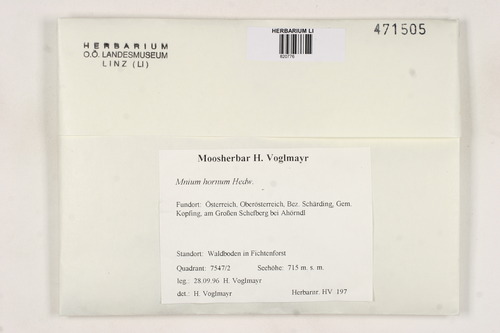 HERBARIUM
O.Ö. LANDESMUSEUM
LINZ (LI)
HERBARIUM LI
820776
471505
Moosherbar H. Voglmayr
Mnium hornum Hedw.
Fundort: Österreich, Oberösterreich, Bez. Schärding, Gem.
Kopfing, am Großen Schefberg bei Ahörndl
Standort: Waldboden in Fichtenforst
Quadrant: 7547/2 Seehöhe: 715 m. s. m.
leg.: 28.09.96 H. Voglmayr
det.: H. Voglmayr Herbarnr: HV 197